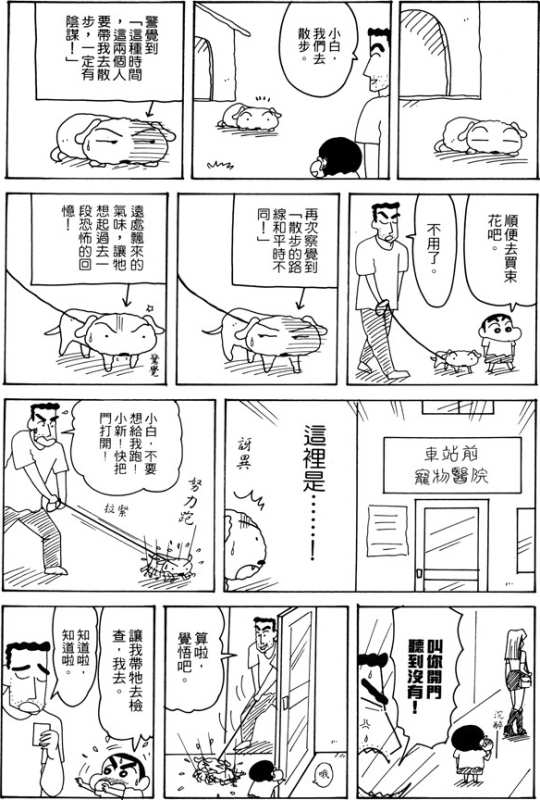 小白，
我們去
散步。
警覺到
「這種時間
，這兩個人
要帶我去散
步，一定有
陰謀！」
順便去買束
花吧。
不用了。
再次察覺到
「散步的路
線和平時不
同！」
遠處飄來的
氣味，讓牠
想起過去一
段恐怖的回
憶！
驚覺
車站前
寵物醫院
這裡是……！
訝異
小白，不要
想給我跑！
小新！快把
門打開！
努力跑
拉緊
叫你開門
聽到沒有！
沉醉
算啦，
覺悟吧。
哦
讓我帶牠去檢
查，我去。
知道啦，
知道啦。